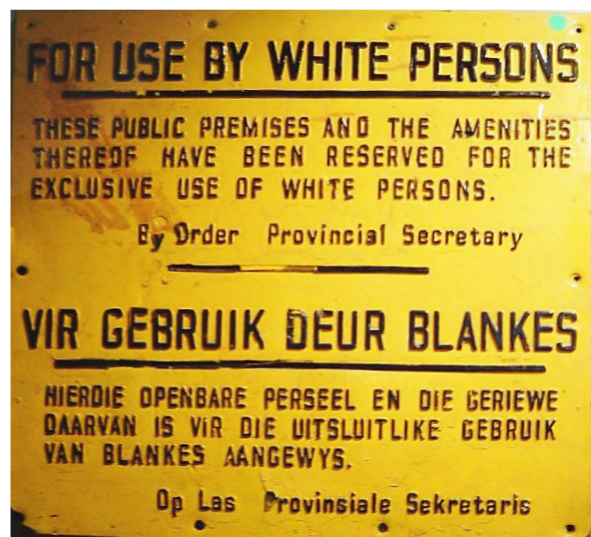 FOR USE BY WHITE PERSONS
THESE PUBLIC PREMISES AND THE AMENITIES
THEREOF HAVE BEEN RESERVED FOR THE
EXCLUSIVE USE OF WHITE PERSONS.
By Order Provincial Secretary
VIR GEBRUIK DEUR BLANKES
HIERDIE OPENBARE PERSEEL EN DIE GERIEWE
DAARVAN IS VIR DIE UITSLUITLIKE GEBRUIK
VAN BLANKES AANGEWYS.
Op Las Provinsiale Sekretaris